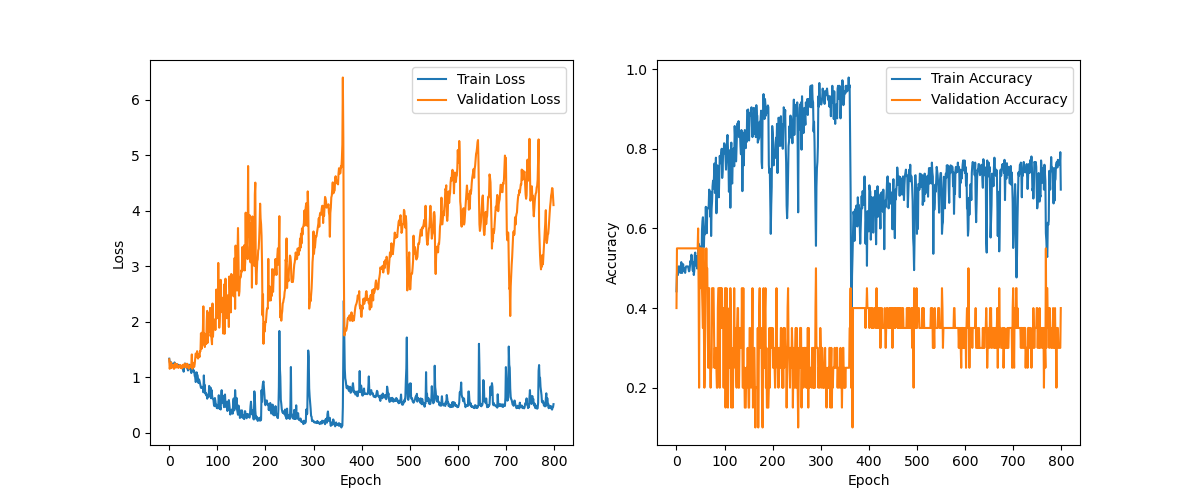 6
5
4
3
2
1
0
Loss
0 100 200 300 400 500 600 700 800
Epoch
Train Loss
Validation Loss
1.0
0.8
0.6
0.4
0.2
Accuracy
0 100 200 300 400 500 600 700 800
Epoch
Train Accuracy
Validation Accuracy